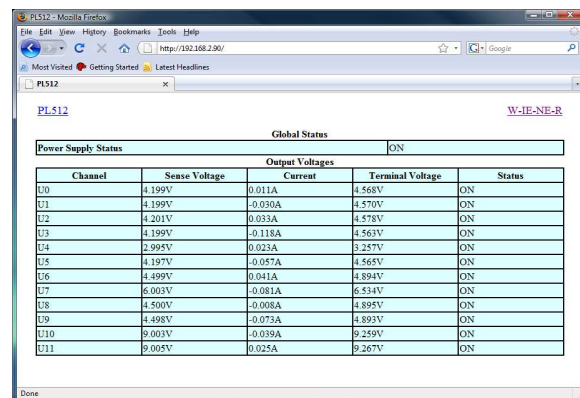 PL512 - Mozilla Firefox
File Edit View History Bookmarks Tools Help
http://192.168.2.90/ Google
Most Visited Getting Started Latest Headlines
PL512
PL512 W-IE-NE-R
Global Status
Power Supply Status ON
Output Voltages
Channel Sense Voltage Current Terminal Voltage Status
U0 4.199V 0.011A 4.568V ON
U1 4.199V -0.030A 4.570V ON
U2 4.201V 0.033A 4.578V ON
U3 4.199V -0.118A 4.563V ON
U4 2.995V 0.023A 3.257V ON
U5 4.197V -0.057A 4.565V ON
U6 4.499V 0.041A 4.894V ON
U7 6.003V -0.081A 6.534V ON
U8 4.500V -0.008A 4.895V ON
U9 4.498V -0.073A 4.893V ON
U10 9.003V -0.039A 9.259V ON
U11 9.005V 0.025A 9.267V ON
Done